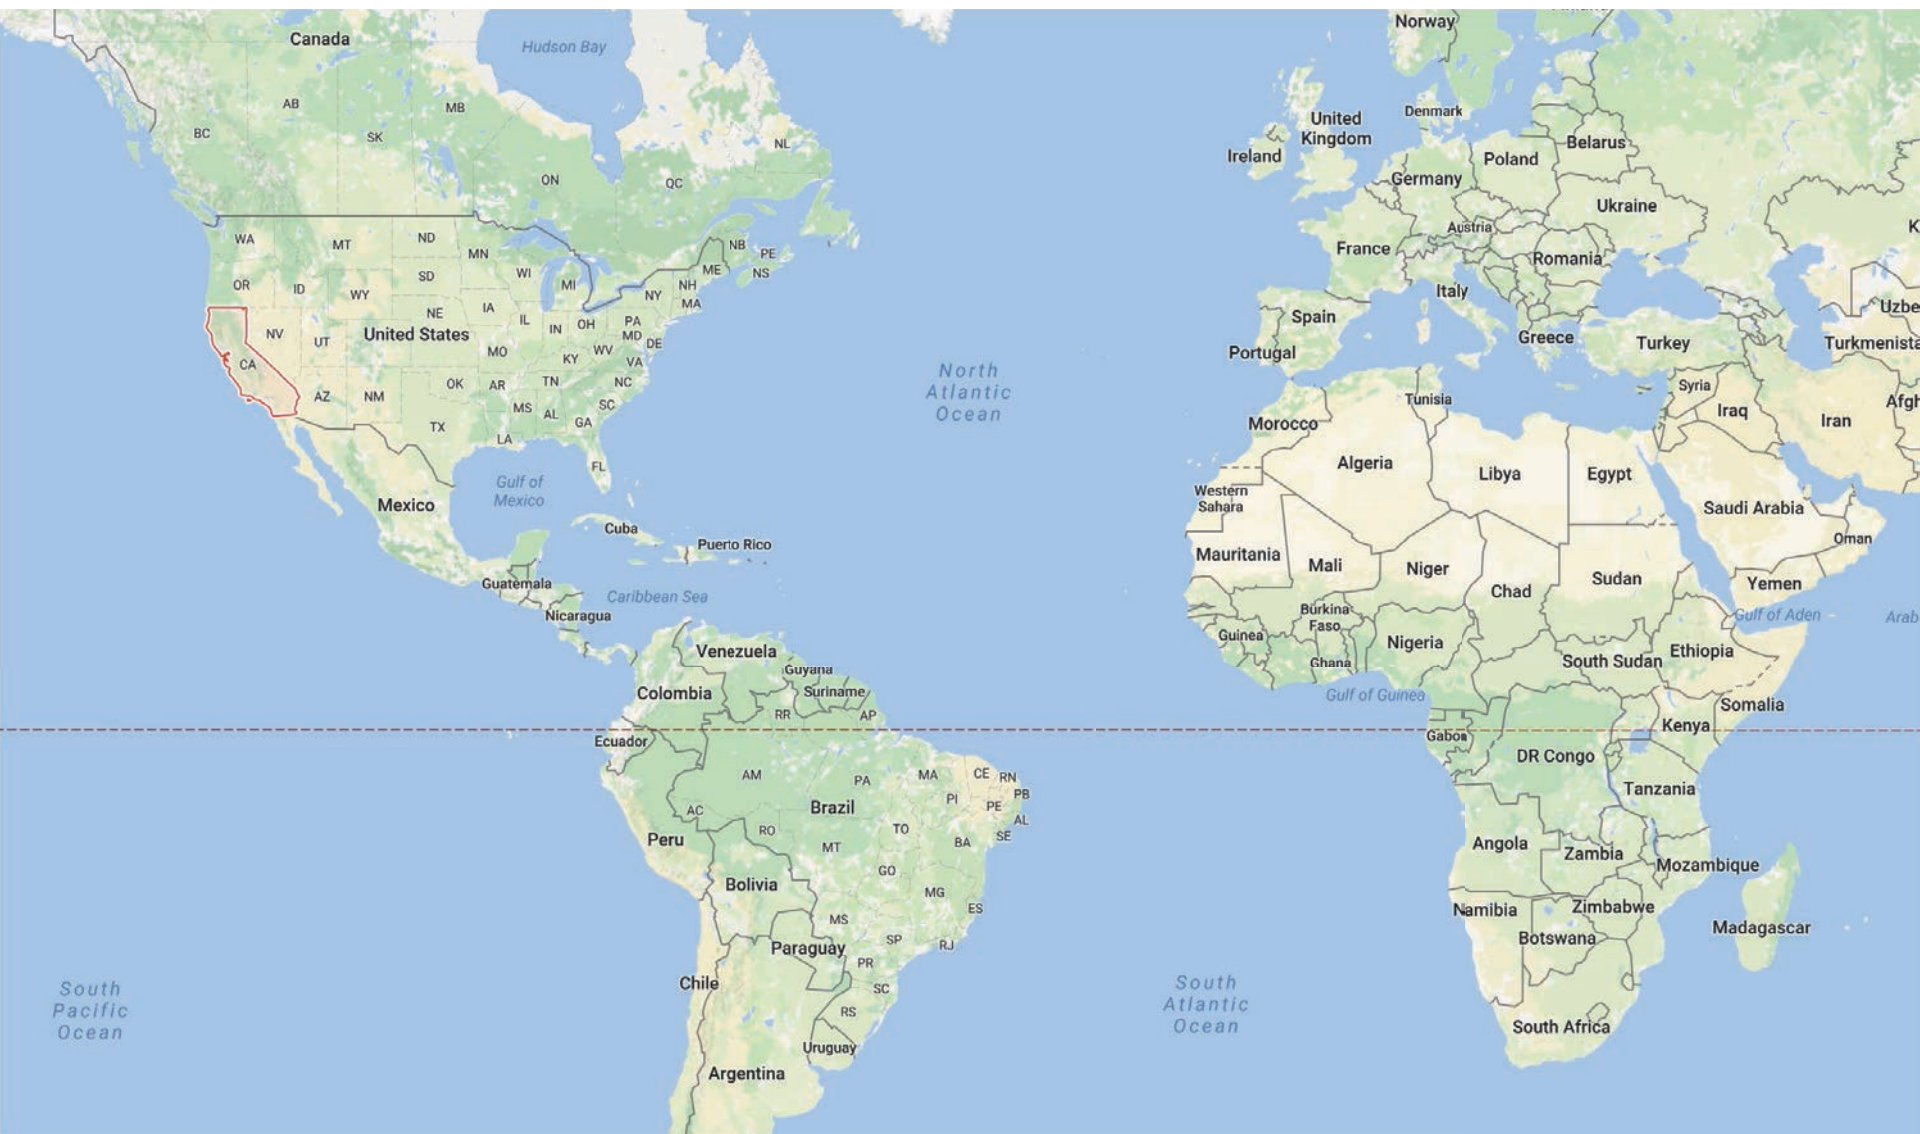 Canada
Hudson Bay
AB
MB
BC
SK
NL
ON
QC
WA
MT
ND
MN
NB
PE
OR
ID
WY
SD
WI
MI
ME
NS
NH
NY
MA
NE
IA
IL
IN
OH
PA
MD
DE
NV
UT
United States
CA
MO
KY
WV
VA
AZ
NM
OK
AR
TN
NC
MS
AL
SC
GA
TX
LA
FL
Mexico
Gulf of
Mexico
Cuba
Puerto Rico
Guatemala
Caribbean Sea
Nicaragua
North
Atlantic
Ocean
Norway
United
Kingdom
Denmark
Ireland
Belarus
Poland
Germany
Ukraine
Austria
France
Romania
Italy
Spain
Greece
Portugal
Turkey
K
Uzbe
Turkmenista
Syria
Tunisia
Iraq
Iran
Afgh
Morocco
Algeria
Libya
Egypt
Western
Sahara
Saudi Arabia
Oman
Mauritania
Mali
Niger
Chad
Sudan
Yemen
Burkina
Faso
Gulf of Aden
Arab
Guinea
Nigeria
Ghana
South Sudan
Ethiopia
Gulf of Guinea
Somalia
Kenya
Gabon
DR Congo
Tanzania
Angola
Zambia
Mozambique
Namibia
Zimbabwe
Botswana
Madagascar
South Africa
Venezuela
Guyana
Colombia
Suriname
RR
AP
Ecuador
AM
PA
MA
CE
RN
PI
PE
PB
AC
Brazil
AL
Peru
RO
TO
SE
MT
BA
GO
Bolivia
MG
ES
MS
SP
RJ
Paraguay
PR
Chile
SC
RS
Uruguay
Argentina
South
Pacific
Ocean
South
Atlantic
Ocean